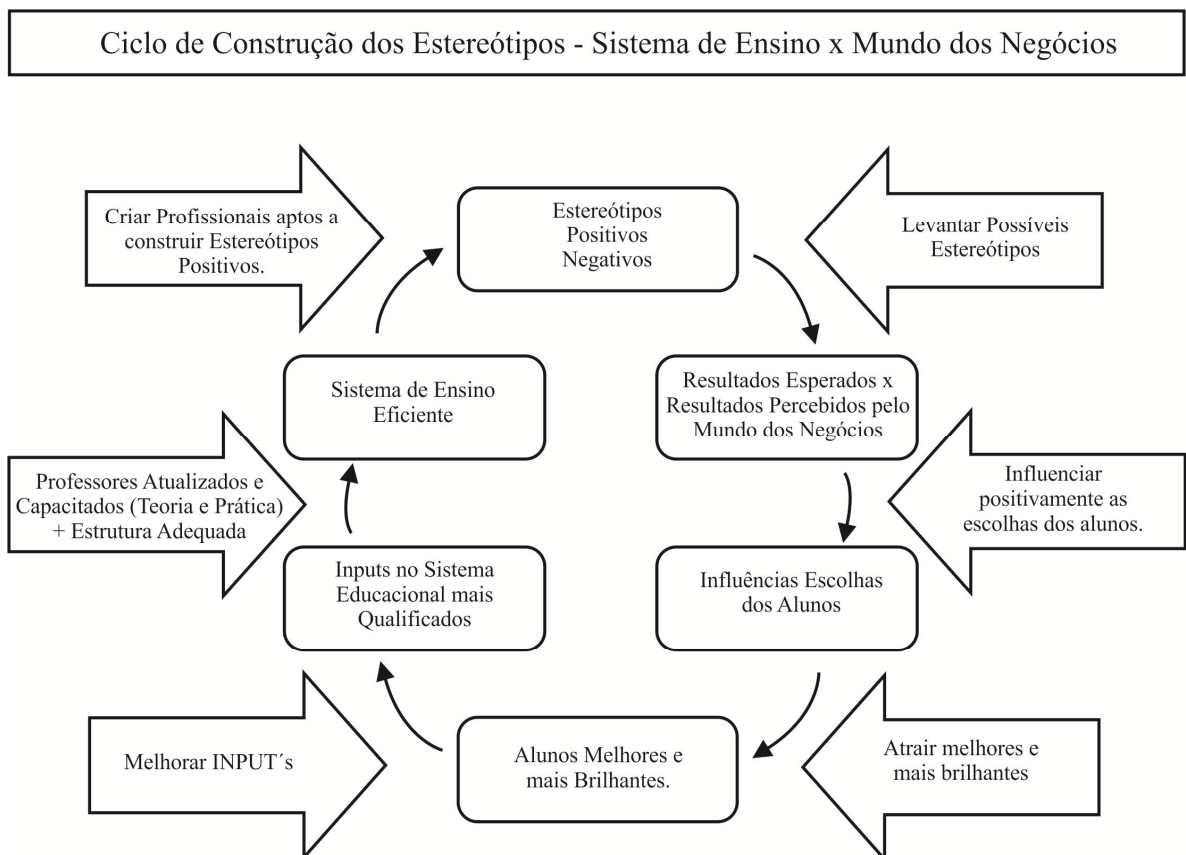 Ciclo de Construção dos Estereótipos - Sistema de Ensino x Mundo dos Negócios
Criar Profissionais aptos a
construir Estereótipos
Positivos.
Estereótipos
Positivos
Negativos
Levantar Possíveis
Estereótipos
Sistema de Ensino
Eficiente
Resultados Esperados x
Resultados Percebidos pelo
Mundo dos Negócios
Professores Atualizados e
Capacitados (Teoria e Prática)
+ Estrutura Adequada
Influenciar
positivamente as
escolhas dos alunos.
Inputs no Sistema
Educacional mais
Qualificados
Influências Escolhas
dos Alunos
Melhorar INPUT´s
Alunos Melhores e
mais Brilhantes.
Atrair melhores e
mais brilhantes